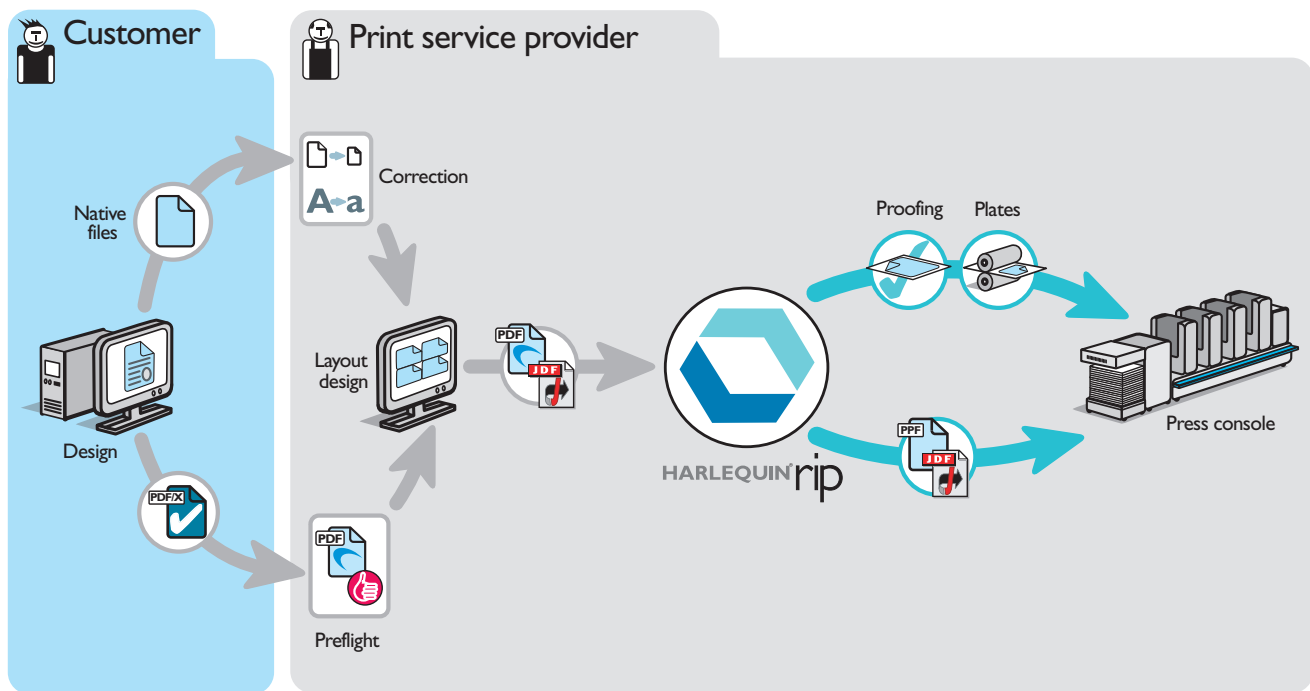 Customer
Print service provider
Native
files
Correction
A
a
Proofing
Plates
Layout
design
PDF
JDF
Design
PDF/X
HARLEQUIN®
rip
PPF
JDF
Press console
PDF
Preflight